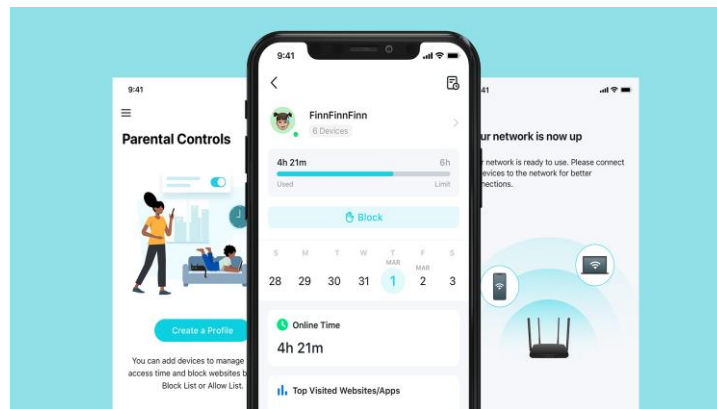 9:41
Parental Controls
Create a Profile
You can add devices to manage
access time and block websites
Block List or Allow List.
9:41
FinnFinnFinn
6 Devices
4h 21m
6h
Used
Limit
Block
S M T W T F S
MAR MAR
28 29 30 31 1 2 3
Online Time
4h 21m
Top Visited Websites/Apps
41
network is now up
network is ready to use. Please connect
to the network for better